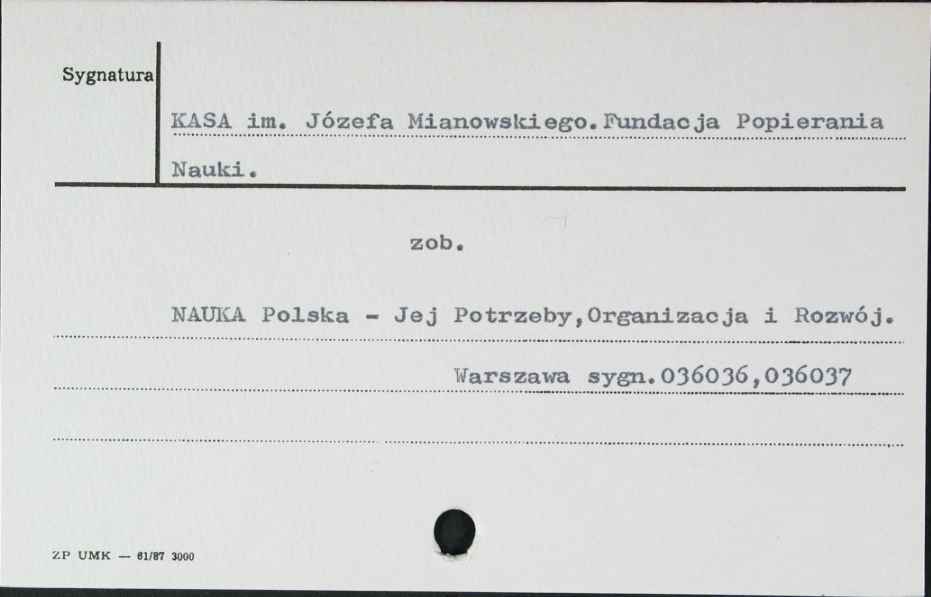 Sygnatura
KASA im. Józefa Mianowskiego.Fundacja Popierania
Nauki.
zob.
NAUKA Polska - Jej Potrzeby,Organizacja i Rozwój.
Warszawa sygn.036036,036037
ZP UMK — 61/87 3000